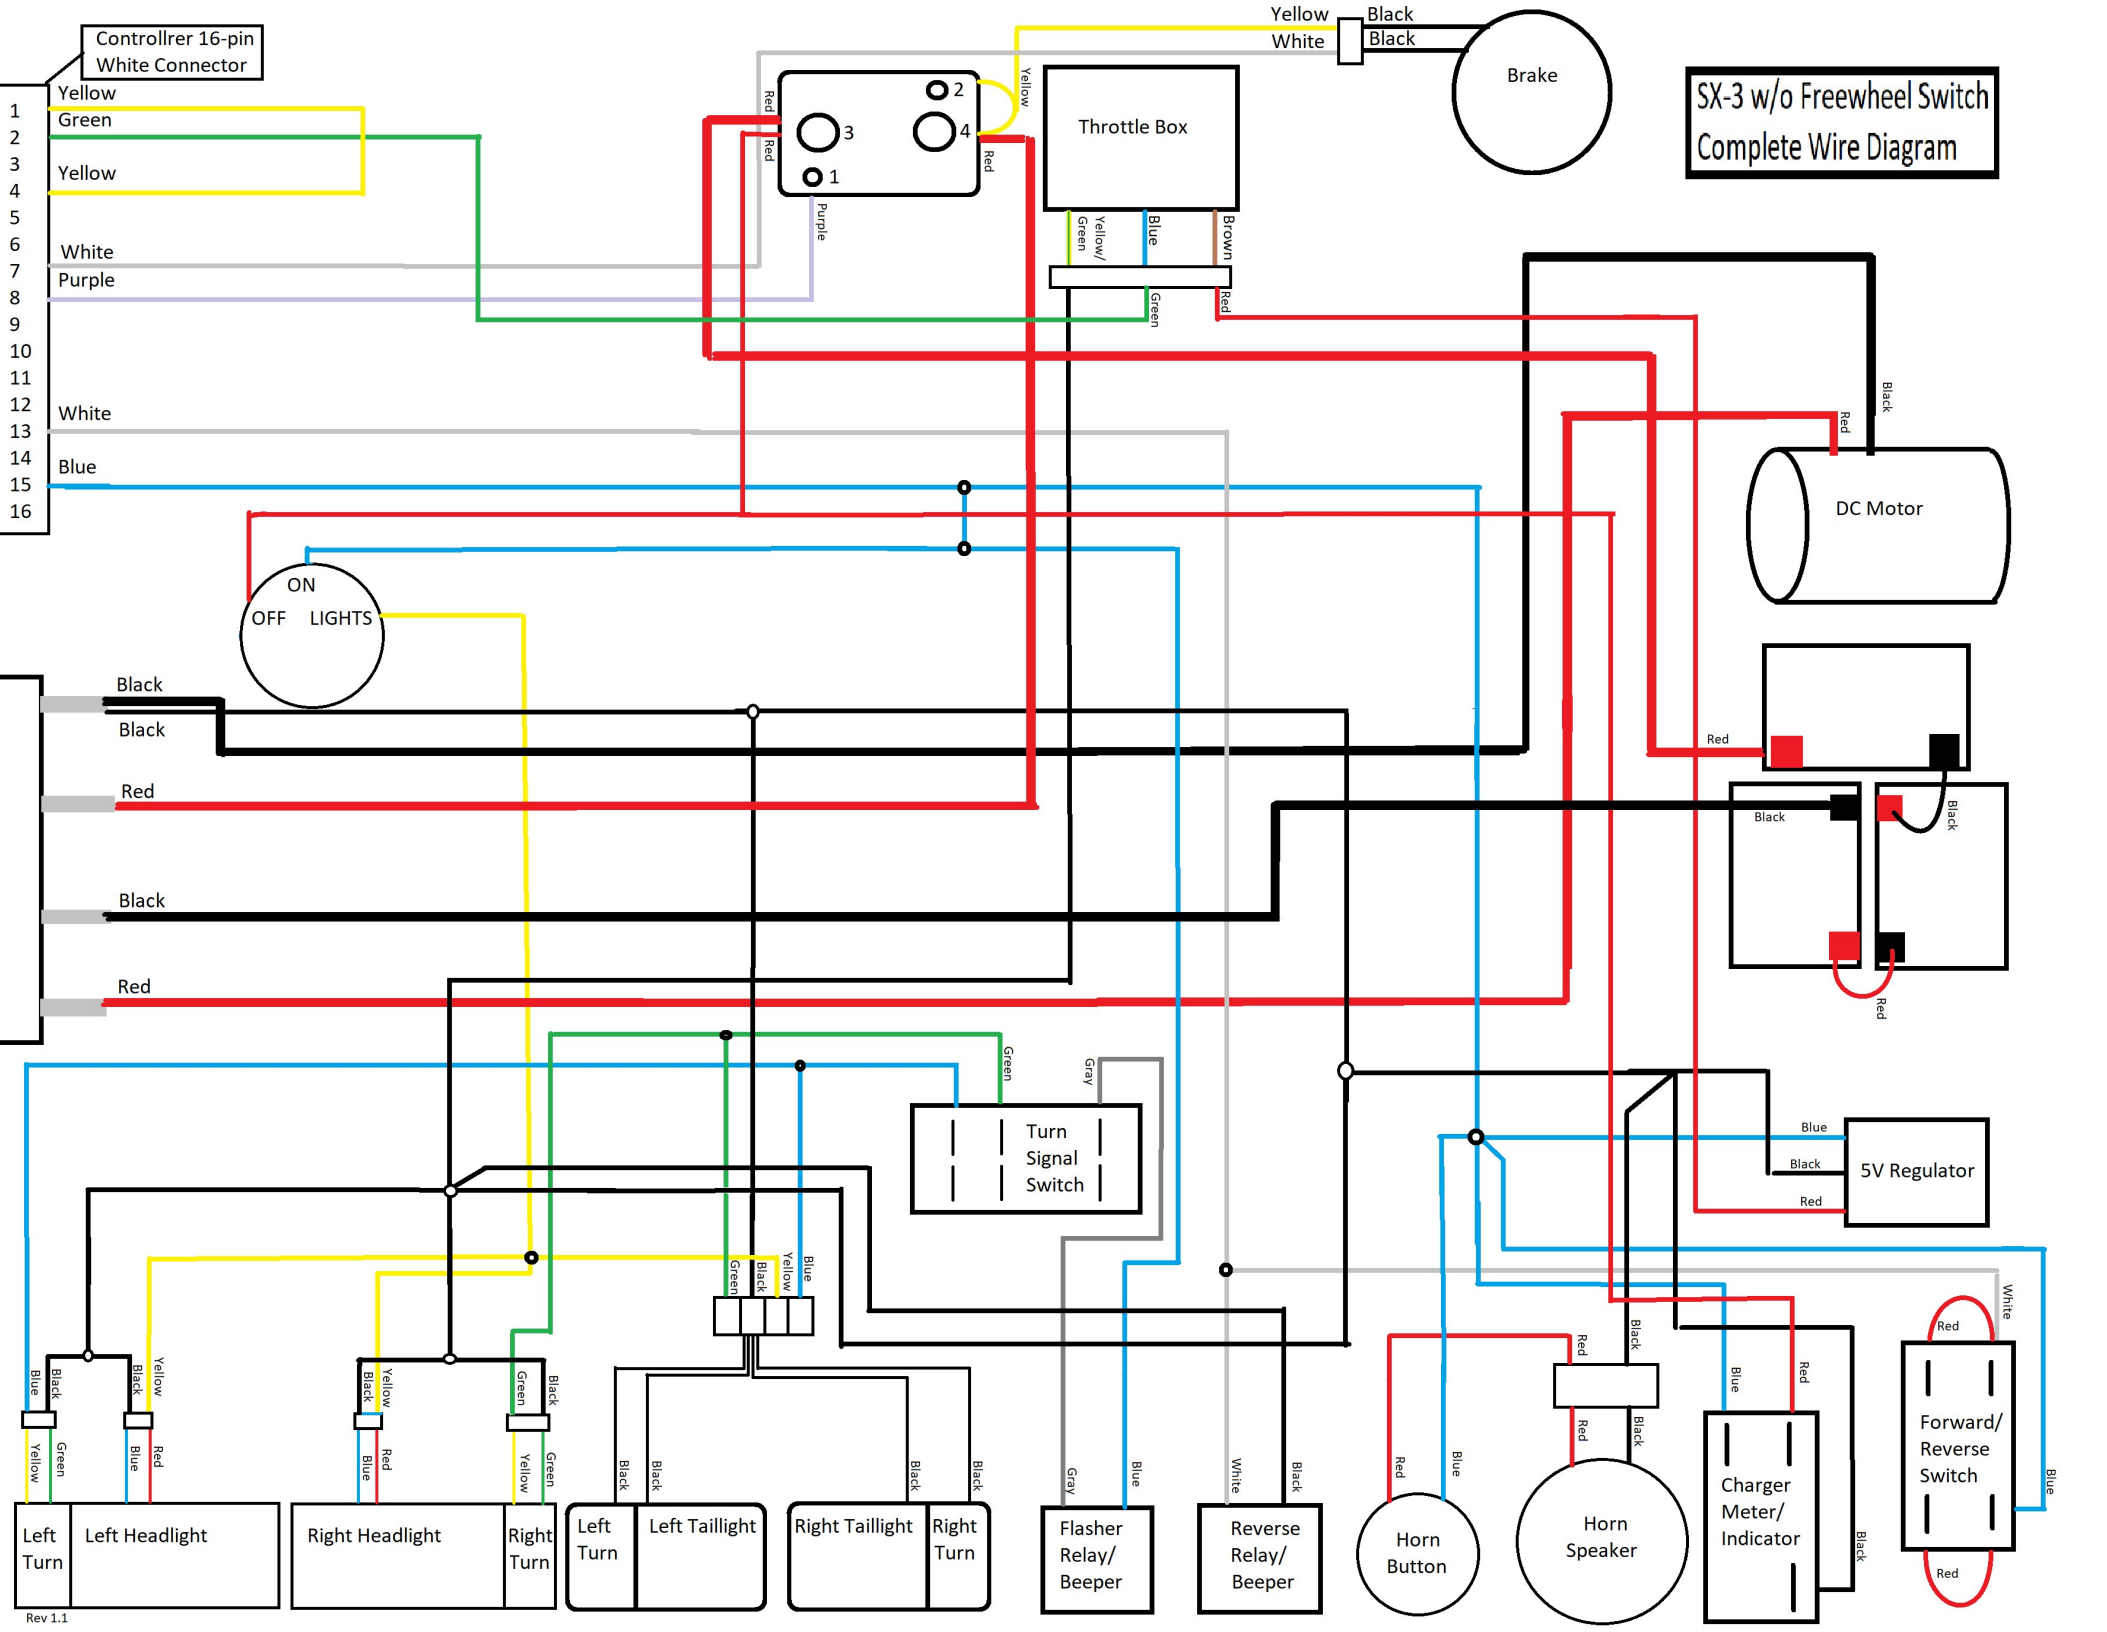 Controllrer 16-pin
White Connector
Yellow
Green
Yellow
White
Purple
White
Blue
1
2
3
4
5
6
7
8
9
10
11
12
13
14
15
16
Yellow
White
Black
Black
Brake
SX-3 w/o Freewheel Switch
Complete Wire Diagram
Red
Red
2
3
4
1
Yellow
Red
Purple
Throttle Box
Yellow/
Green
Blue
Brown
Green
Red
Black
Red
DC Motor
ON
OFF
LIGHTS
Black
Black
Red
Black
Red
Red
Black
Black
Red
Green
Gray
Turn
Signal
Switch
Blue
Black
Red
5V Regulator
Green
Black
Yellow
Blue
Blue
Black
Black
Yellow
Yellow
Green
Blue
Red
Black
Yellow
Blue
Red
Green
Black
Yellow
Green
Black
Black
Black
Black
Gray
Blue
White
Black
Red
Blue
Red
Black
Red
Black
Blue
Red
Black
White
Red
Red
Blue
Left
Turn
Left Headlight
Right Headlight
Right
Turn
Left
Turn
Left Taillight
Right Taillight
Right
Turn
Flasher
Relay/
Beeper
Reverse
Relay/
Beeper
Horn
Button
Horn
Speaker
Charger
Meter/
Indicator
Forward/
Reverse
Switch
Rev 1.1